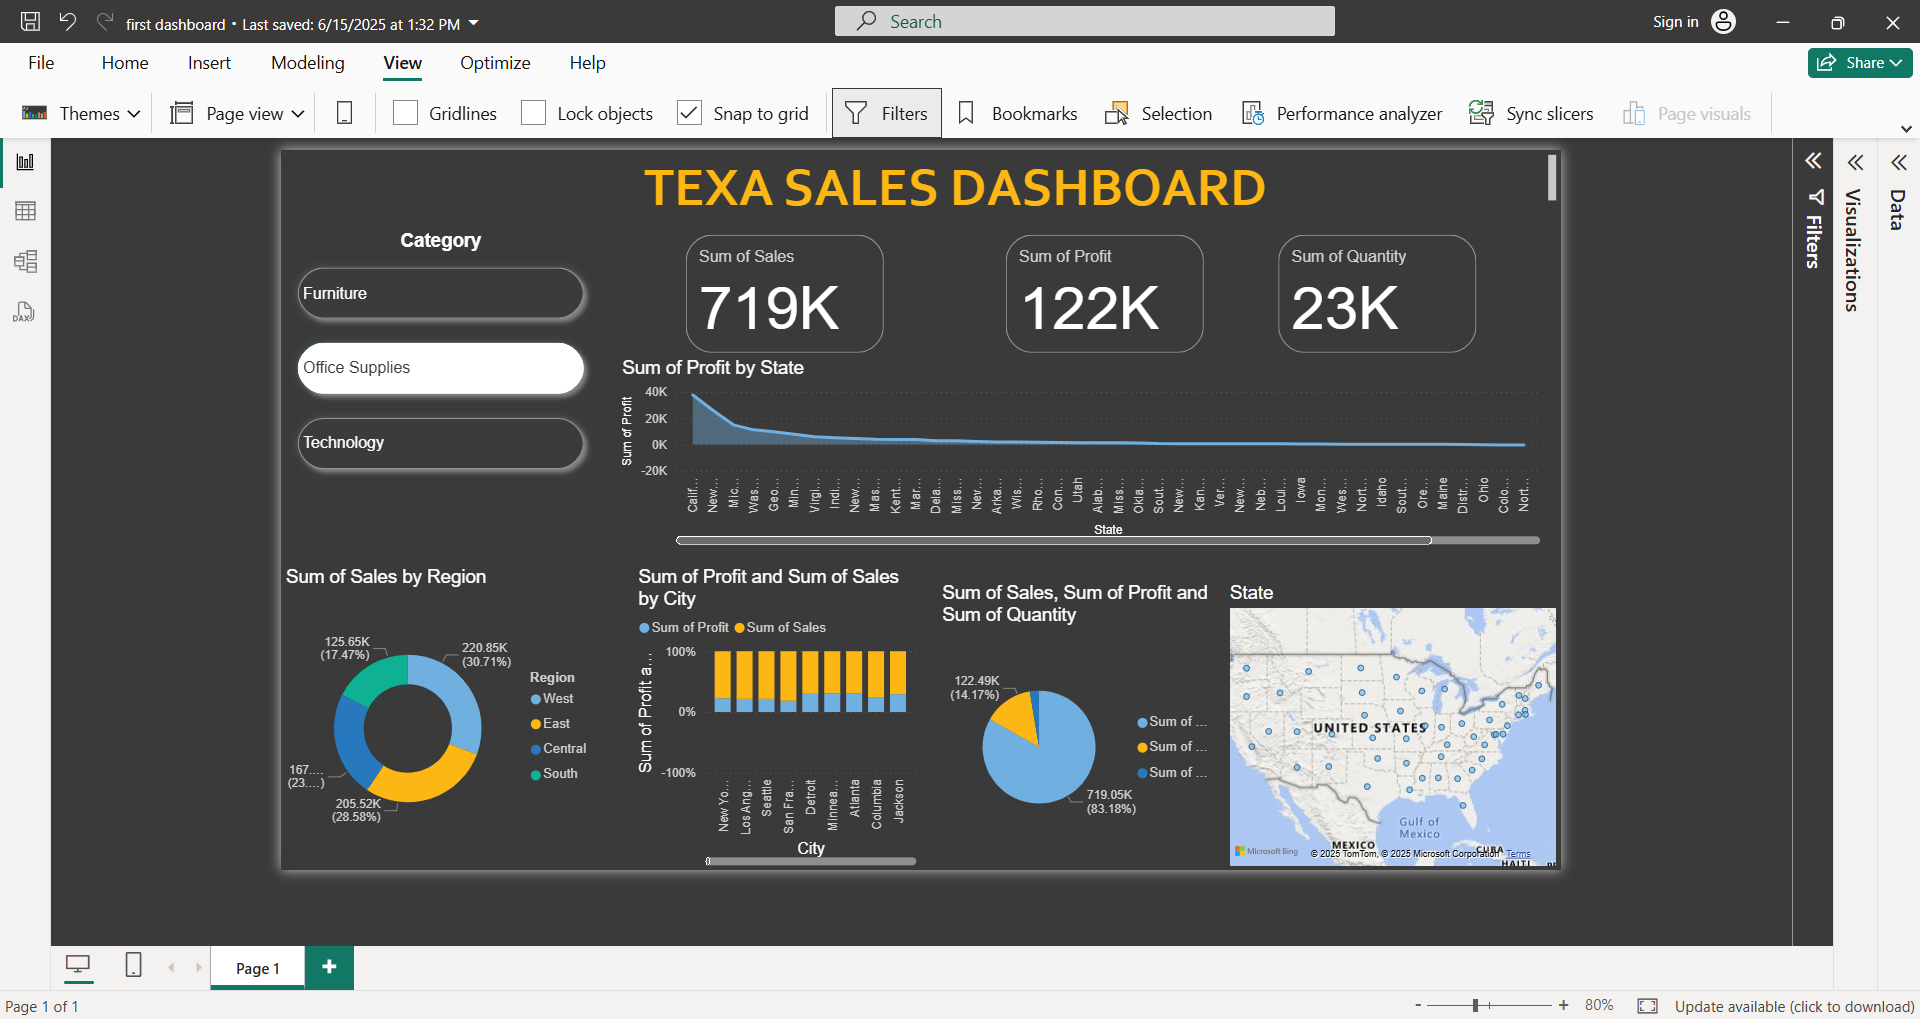 first dashboard • Last saved: 6/15/2025 at 1:32 PM
Search
Sign in
File
Home
Insert
Modeling
View
Optimize
Help
Share
Themes
Page view
Gridlines
Lock objects
Snap to grid
Filters
Bookmarks
Selection
Performance analyzer
Sync slicers
Page visuals
DAX
TEXA SALES DASHBOARD
Category
Furniture
Office Supplies
Technology
Sum of Sales
719K
Sum of Profit
122K
Sum of Quantity
23K
Sum of Profit by State
Sum of Profit
40K
20K
0K
-20K
Calif...
New...
Mic...
Was...
Geo...
Min...
Virgi...
Indi...
New...
Mas...
Kent...
Mar...
Dela...
Miss...
Nev...
Arka...
Wis...
Rho...
Con...
Utah
Alab...
Miss...
Okla...
Sout...
New...
Kan...
Ver...
New...
Neb...
Loui...
Iowa
Mon...
Wes...
Nort...
Idaho
Sout...
Ore...
Maine
Distr...
Ohio
Colo...
Nort...
State
Sum of Sales by Region
125.65K
(17.47%)
220.85K
(30.71%)
167....
(23....)
205.52K
(28.58%)
Region
West
East
Central
South
Sum of Profit and Sum of Sales
by City
Sum of Profit
Sum of Sales
Sum of Profit a...
100%
0%
-100%
New Yo...
Los Ang...
Seattle
San Fra...
Detroit
Minnea...
Atlanta
Columbia
Jackson
City
Sum of Sales, Sum of Profit and
Sum of Quantity
122.49K
(14.17%)
719.05K
(83.18%)
Sum of ...
Sum of ...
Sum of ...
State
UNITED STATES
Gulf of
Mexico
MEXICO
CUBA
HAITI
Microsoft Bing
© 2025 TomTom, © 2025 Microsoft Corporation
Terms
Filters
Visualizations
Data
Page 1
Page 1 of 1
- + 80%
Update available (click to download)